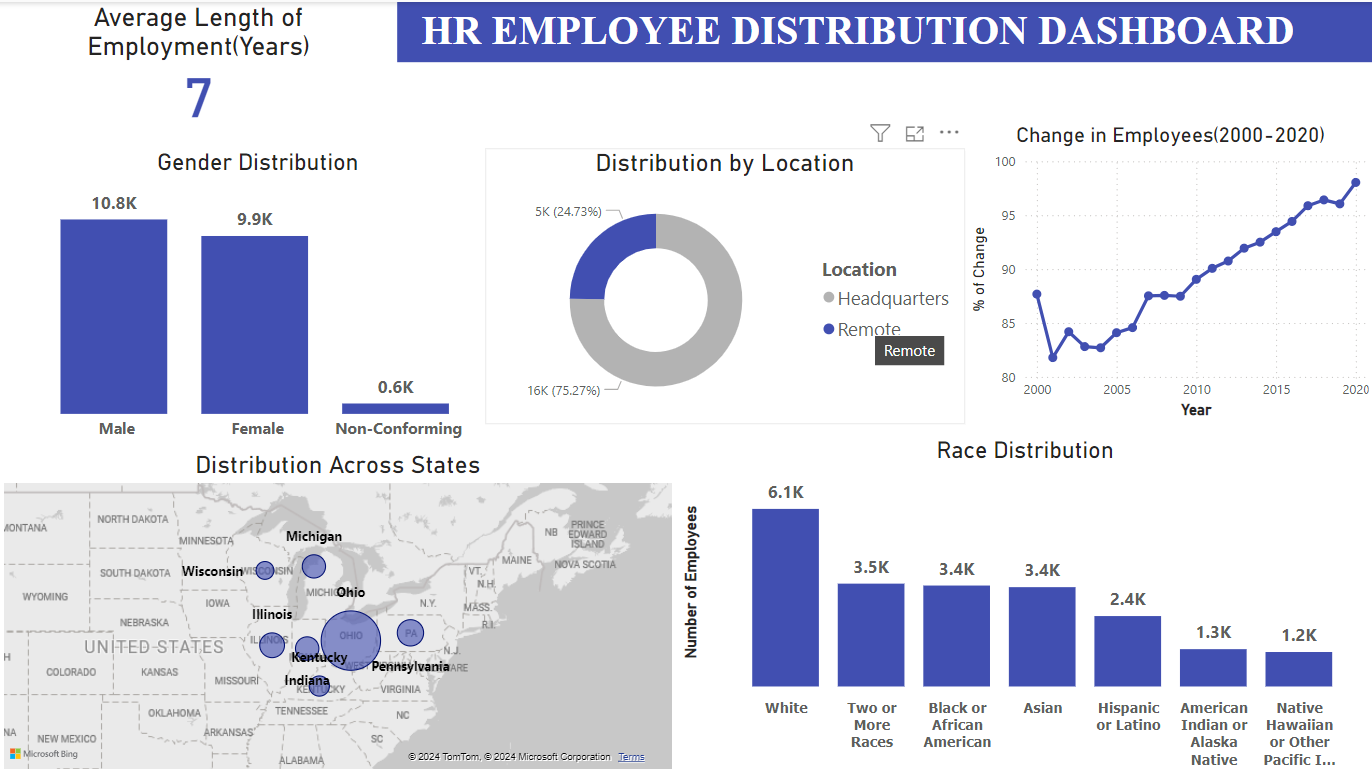 Average Length of
Employment(Years)
7
HR EMPLOYEE DISTRIBUTION DASHBOARD
Gender Distribution
10.8K
9.9K
0.6K
Male
Female
Non-Conforming
Distribution by Location
5K (24.73%)
16K (75.27%)
Location
Headquarters
Remote
Remote
Change in Employees(2000-2020)
% of Change
100
95
90
85
80
2000
2005
2010
2015
2020
Year
Distribution Across States
MONTANA
NORTH DAKOTA
MINNESOTA
SOUTH DAKOTA
WYOMING
IOWA
NEBRASKA
UNITED STATES
COLORADO
KANSAS
MISSOURI
OKLAHOMA
NEW MEXICO
ARKANSAS
TENNESSEE
ALABAMA
Michigan
Wisconsin
WISCONSIN
Ohio
OHIO
Illinois
Kentucky
Indiana
KENTUCKY
Pennsylvania
PA
VIRGINIA
NC
SC
N.Y.
N.J.
VT.
N.H.
MASS.
R.I.
MAINE
NB
PRINCE
EDWARD
ISLAND
NOVA SCOTIA
Microsoft Bing
© 2024 TomTom, © 2024 Microsoft Corporation
Terms
Race Distribution
Number of Employees
6.1K
3.5K
3.4K
3.4K
2.4K
1.3K
1.2K
White
Two or
More
Races
Black or
African
American
Asian
Hispanic
or Latino
American
Indian or
Alaska
Native
Native
Hawaiian
or Other
Pacific I...